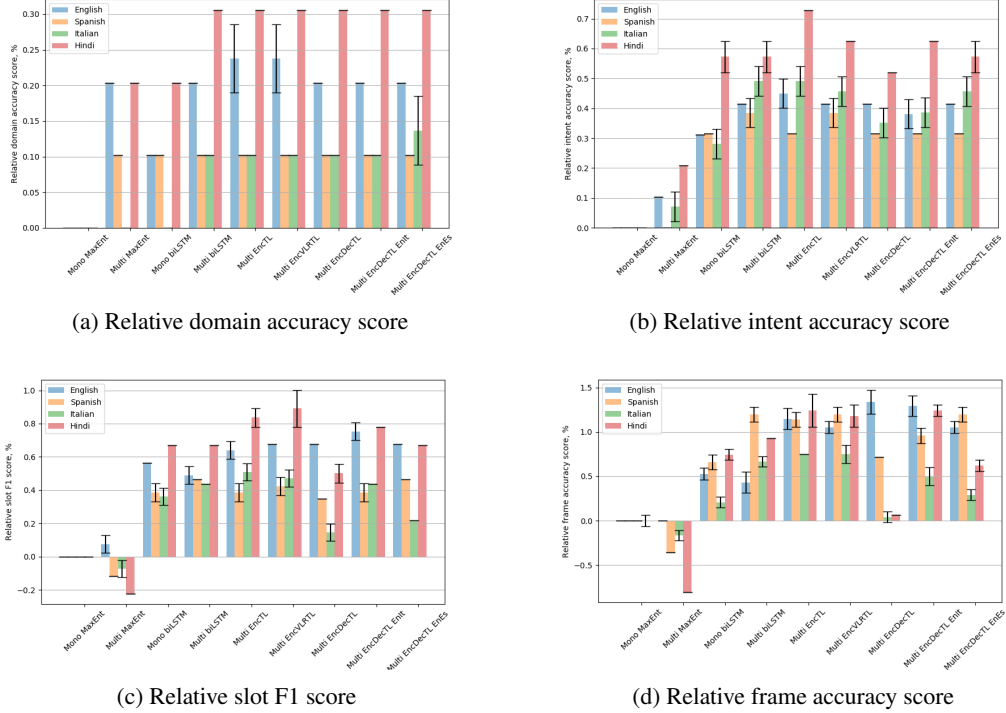 Relative domain accuracy score, %
0.30
0.25
0.20
0.15
0.10
0.05
0.00
English
Spanish
Italian
Hindi
Mono MaxEnt
Multi MaxEnt
Mono biLSTM
Multi biLSTM
Multi EncTL
Multi EncVLRTL
Multi EncDecTL
Multi EncDecTL EnIt
Multi EncDecTL EnEs
(a) Relative domain accuracy score
Relative intent accuracy score, %
0.7
0.6
0.5
0.4
0.3
0.2
0.1
0.0
English
Spanish
Italian
Hindi
Mono MaxEnt
Multi MaxEnt
Mono biLSTM
Multi biLSTM
Multi EncTL
Multi EncVLRTL
Multi EncDecTL
Multi EncDecTL EnIt
Multi EncDecTL EnEs
(b) Relative intent accuracy score
Relative slot F1 score, %
1.0
0.8
0.6
0.4
0.2
0.0
−0.2
English
Spanish
Italian
Hindi
Mono MaxEnt
Multi MaxEnt
Mono biLSTM
Multi biLSTM
Multi EncTL
Multi EncVLRTL
Multi EncDecTL
Multi EncDecTL EnIt
Multi EncDecTL EnEs
(c) Relative slot F1 score
Relative frame accuracy score, %
1.5
1.0
0.5
0.0
−0.5
English
Spanish
Italian
Hindi
Mono MaxEnt
Multi MaxEnt
Mono biLSTM
Multi biLSTM
Multi EncTL
Multi EncVLRTL
Multi EncDecTL
Multi EncDecTL EnIt
Multi EncDecTL EnEs
(d) Relative frame accuracy score